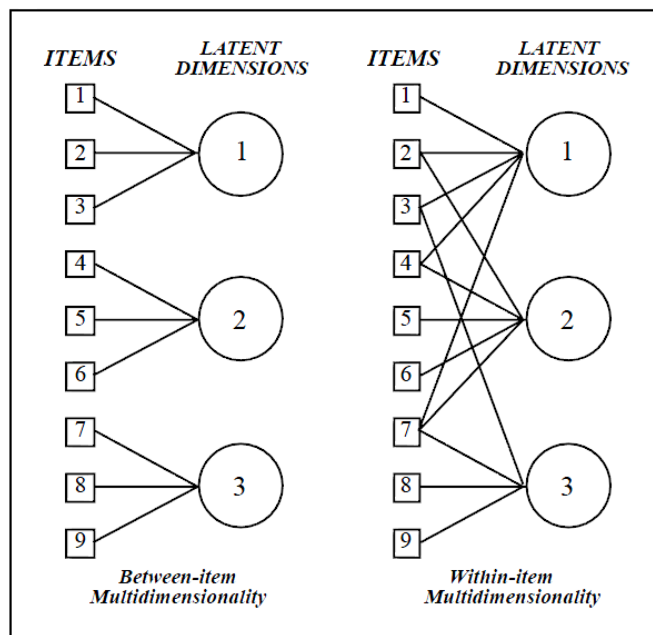 ITEMS
LATENT
DIMENSIONS
1
2
3
4
5
6
7
8
9
1
2
3
Between-item
Multidimensionality
ITEMS
LATENT
DIMENSIONS
1
2
3
4
5
6
7
8
9
1
2
3
Within-item
Multidimensionality